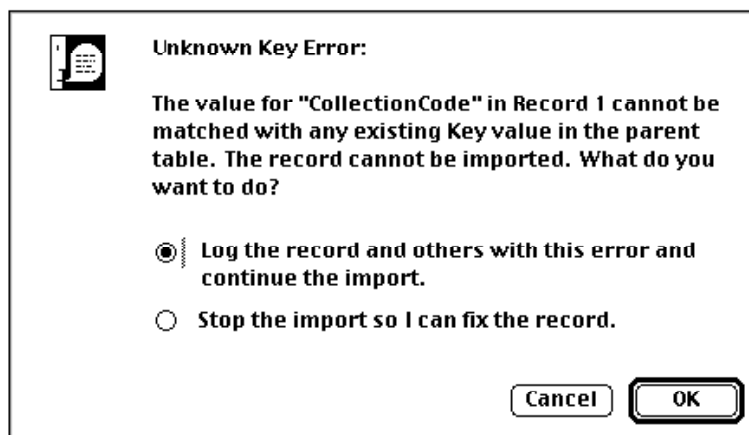 Unknown Key Error:
The value for "CollectionCode" in Record 1 cannot be
matched with any existing Key value in the parent
table. The record cannot be imported. What do you
want to do?
Log the record and others with this error and
continue the import.
Stop the import so I can fix the record.
Cancel OK